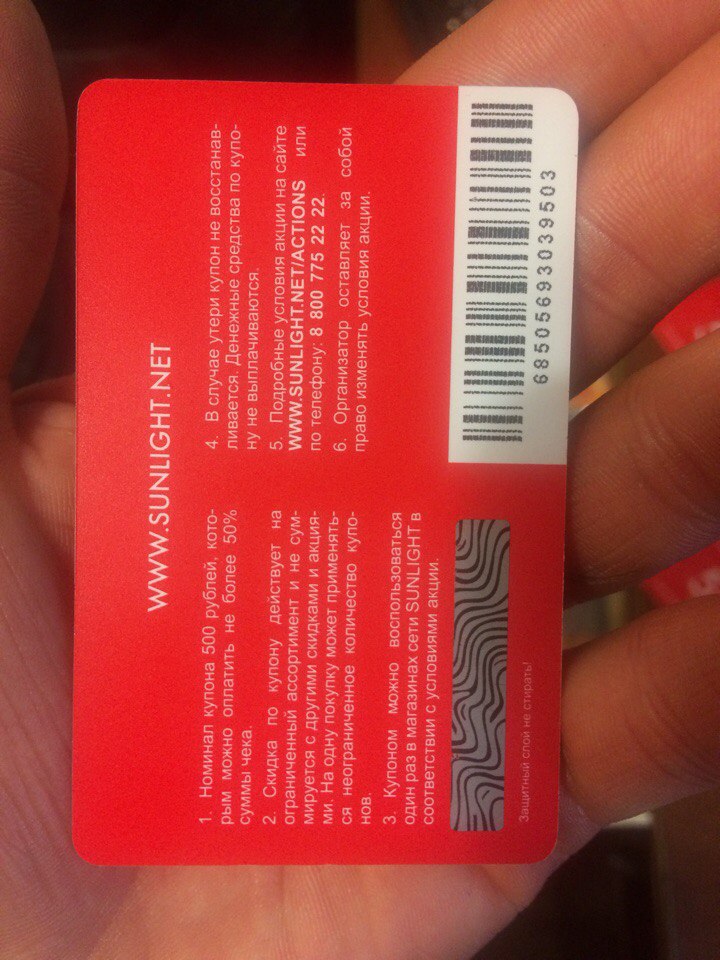 WWW.SUNLIGHT.NET
1. Номинал купона 500 рублей, кото-
рым можно оплатить не более 50%
суммы чека.
2. Скидка по купону действует на
ограниченный ассортимент и не сум-
мируется с другими скидками и акция-
ми. На одну покупку может применять-
ся неограниченное количество купо-
нов.
3. Купоном можно воспользоваться
один раз в магазинах сети SUNLIGHT в
соответствии с условиями акции.
4. В случае утери купон не восстанав-
ливается. Денежные средства по купо-
ну не выплачиваются.
5. Подробные условия акции на сайте
WWW.SUNLIGHT.NET/ACTIONS или
по телефону: 8 800 775 22 22.
6. Организатор оставляет за собой
право изменять условия акции.
Защитный слой не стирать!
6850569303 9503